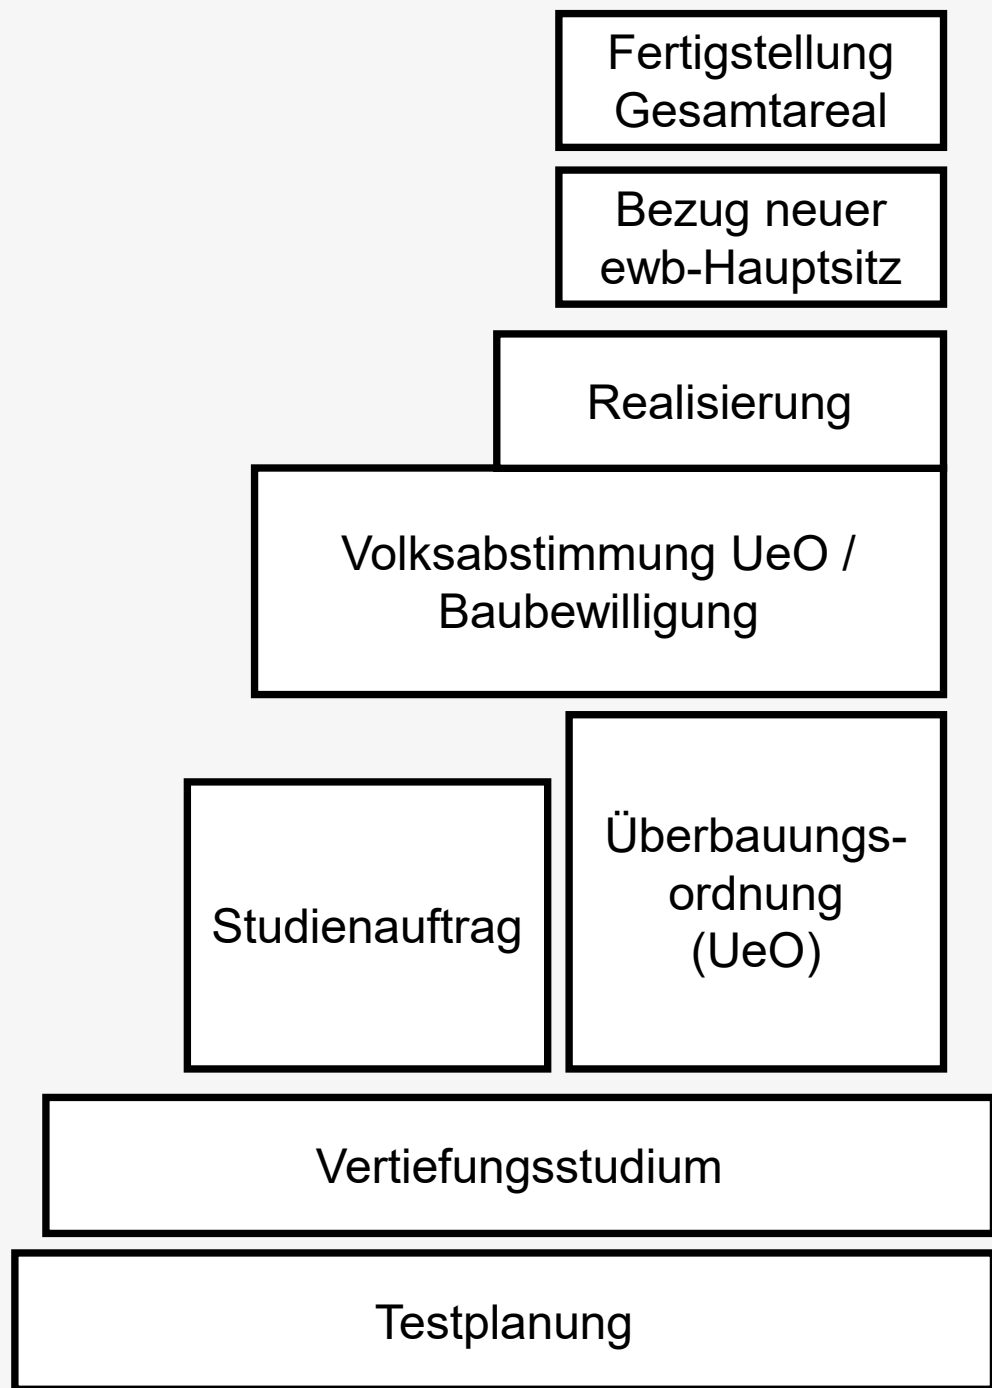 Fertigstellung
Gesamtareal
Bezug neuer
ewb-Hauptsitz
Realisierung
Volksabstimmung UeO /
Baubewilligung
Studienauftrag
Überbauungs-
ordnung
(UeO)
Vertiefungsstudium
Testplanung